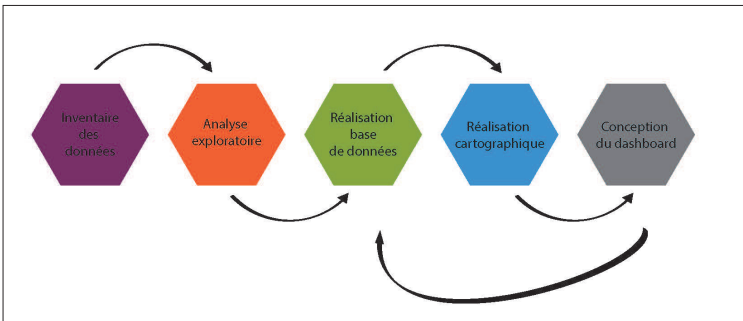 Inventaire
des
données
Analyse
exploratoire
Réalisation
base
de données
Réalisation
cartographique
Conception
du dashboard